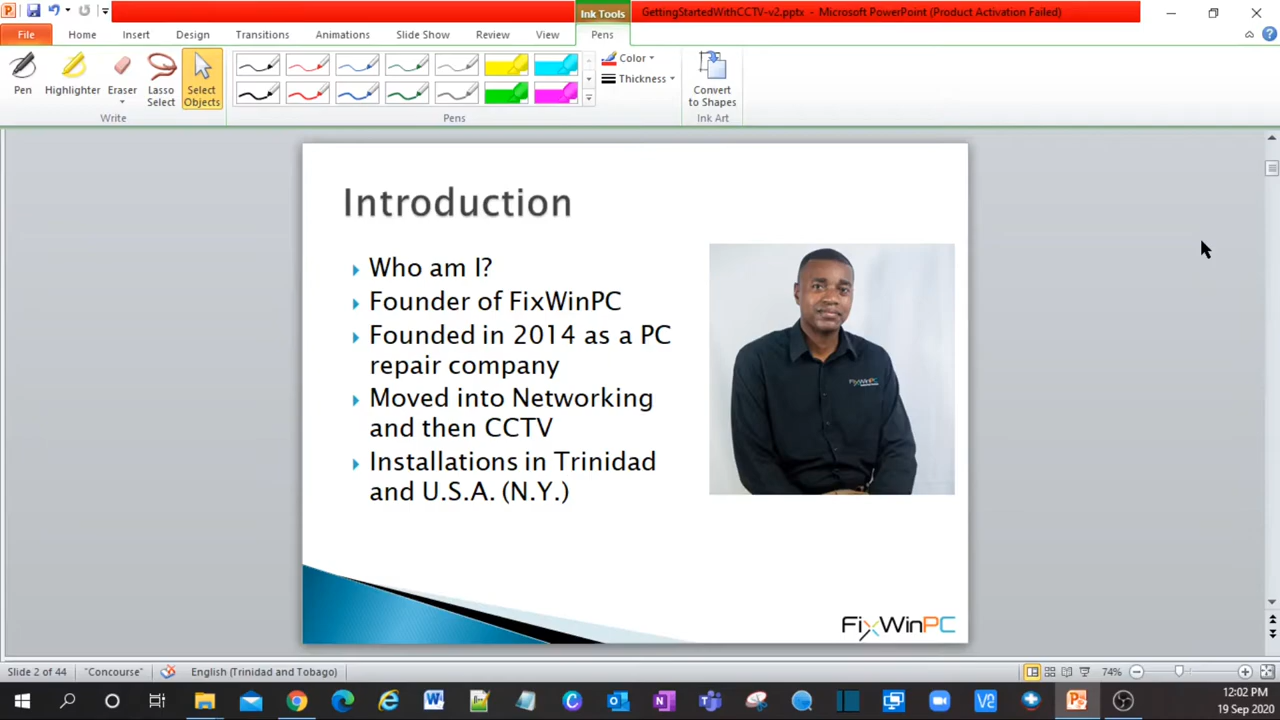 Ink Tools
GettingStartedWithCCTV-v2.pptx - Microsoft PowerPoint (Product Activation Failed)
File Home Insert Design Transitions Animations Slide Show Review View Pens
Pen Highlighter Eraser Lasso Select Select Objects
Color
Thickness
Convert to Shapes
Write Pens Ink Art
Introduction
Who am I?
Founder of FixWinPC
Founded in 2014 as a PC
repair company
Moved into Networking
and then CCTV
Installations in Trinidad
and U.S.A. (N.Y.)
FixWinPC
FixWinPC
Slide 2 of 44 "Concourse" English (Trinidad and Tobago) 74%
12:02 PM
19 Sep 2020